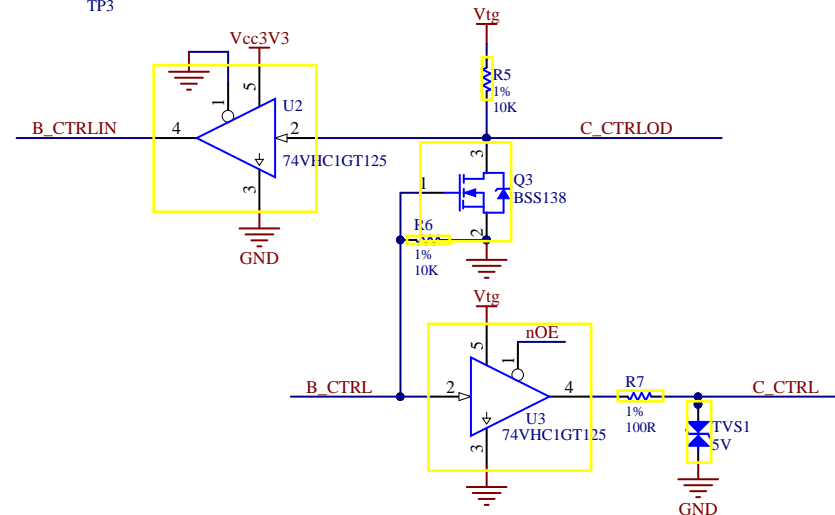 TP3
Vtg
Vcc3V3
R5
1%
10K
5
1
U2
B_CTRLIN
4
2
C_CTRLOD
74VHC1GT125
3
3
Q3
1
BSS138
R6
2
1%
10K
GND
Vtg
nOE
5
1
B_CTRL
2
4
R7
C_CTRL
U3
1%
74VHC1GT125
100R
TVS1
5V
3
GND